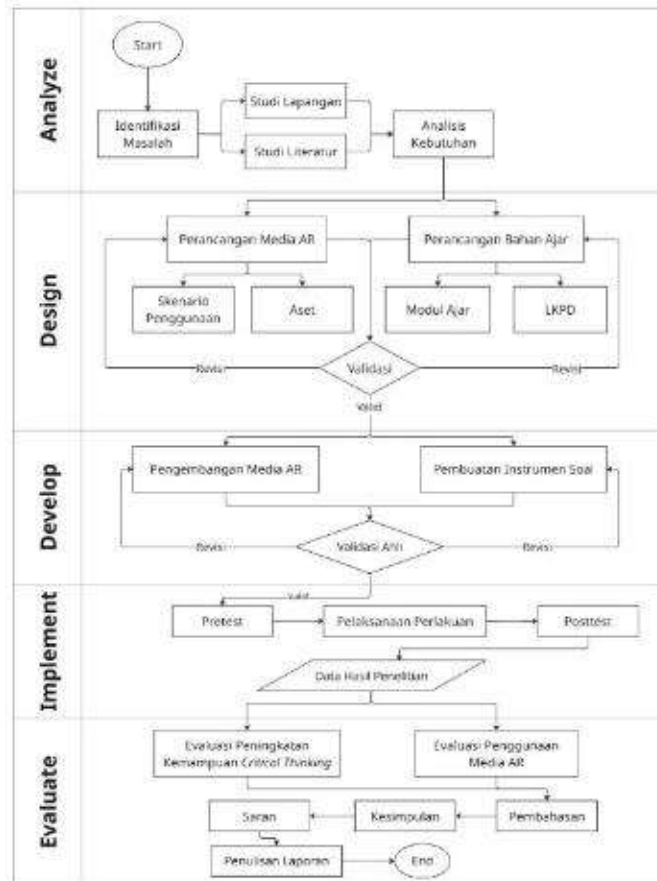 Analyze
Start
Identifikasi
Masalah
Studi Lapangan
Studi Literatur
Analisis
Kebutuhan
Design
Perancangan Media AR
Perancangan Bahan Ajar
Skenario
Penggunaan
Aset
Modul Ajar
LKPD
Revisi
Validasi
Revisi
Valid
Develop
Pengembangan Media AR
Pembuatan Instrumen Soal
Revisi
Validasi Ahli
Revisi
Valid
Implement
Pretest
Pelaksanaan Perlakuan
Posttest
Data Hasil Penelitian
Evaluate
Evaluasi Peningkatan
Kemampuan Critical Thinking
Evaluasi Penggunaan
Media AR
Saran
Kesimpulan
Pembahasan
Penulisan Laporan
End